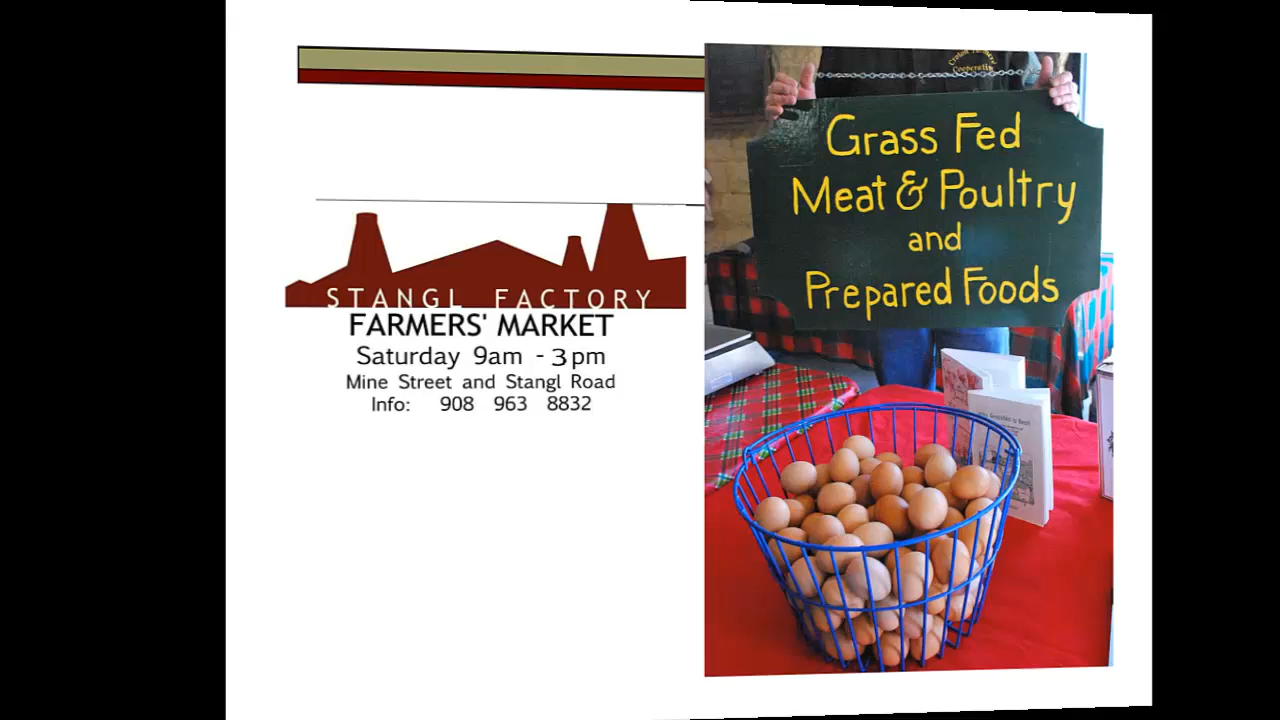 STANGL FACTORY
FARMERS' MARKET
Saturday 9am - 3pm
Mine Street and Stangl Road
Info: 908 963 8832
Grass Fed
Meat & Poultry
and
Prepared Foods